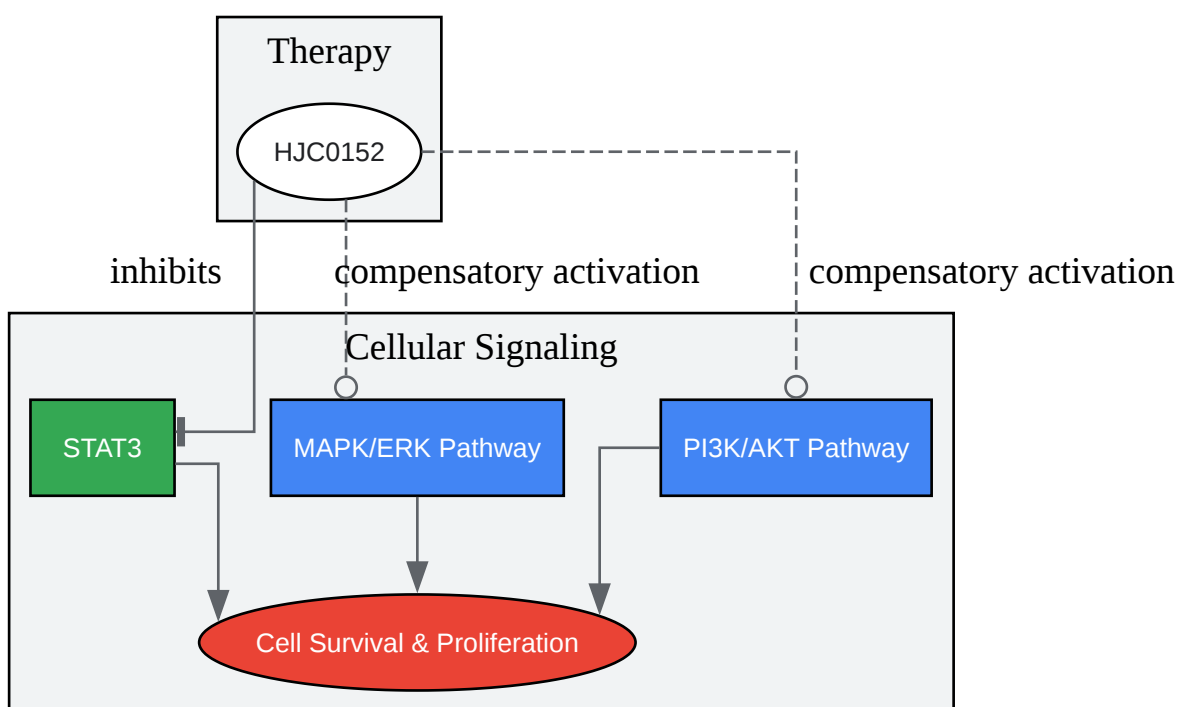 Therapy
HJC0152
inhibits
compensatory activation
compensatory activation
Cellular Signaling
STAT3
MAPK/ERK Pathway
PI3K/AKT Pathway
Cell Survival & Proliferation